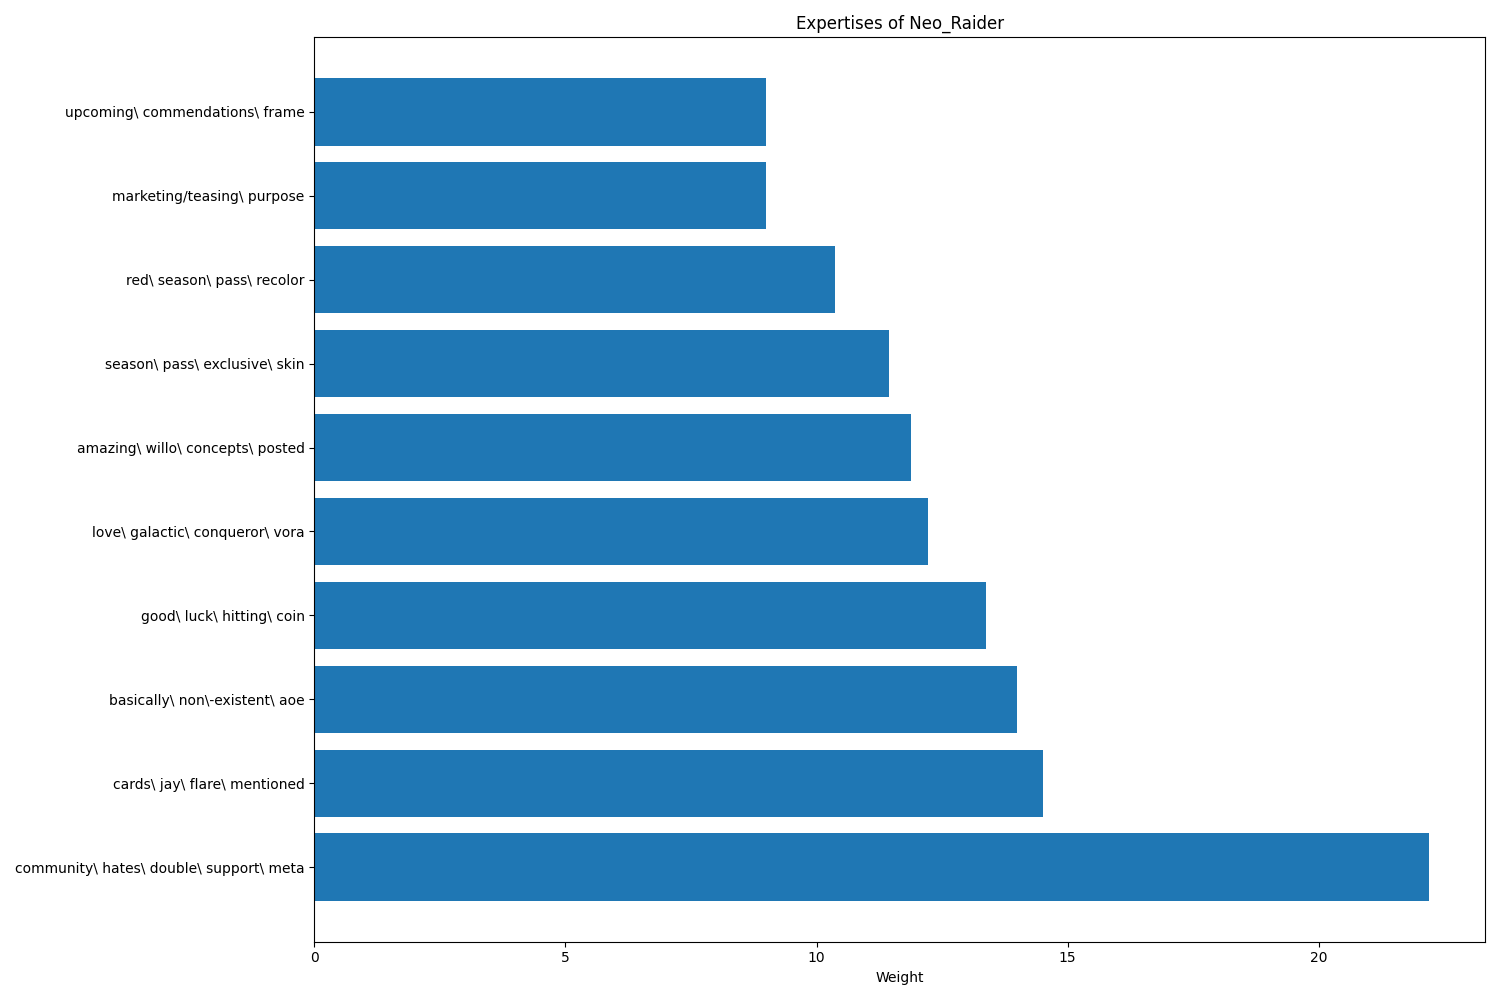 Expertises of Neo_Raider
upcoming\ commendations\ frame
marketing/teasing\ purpose
red\ season\ pass\ recolor
season\ pass\ exclusive\ skin
amazing\ willo\ concepts\ posted
love\ galactic\ conqueror\ vora
good\ luck\ hitting\ coin
basically\ non\-existent\ aoe
cards\ jay\ flare\ mentioned
community\ hates\ double\ support\ meta
0 5 10 15 20
Weight